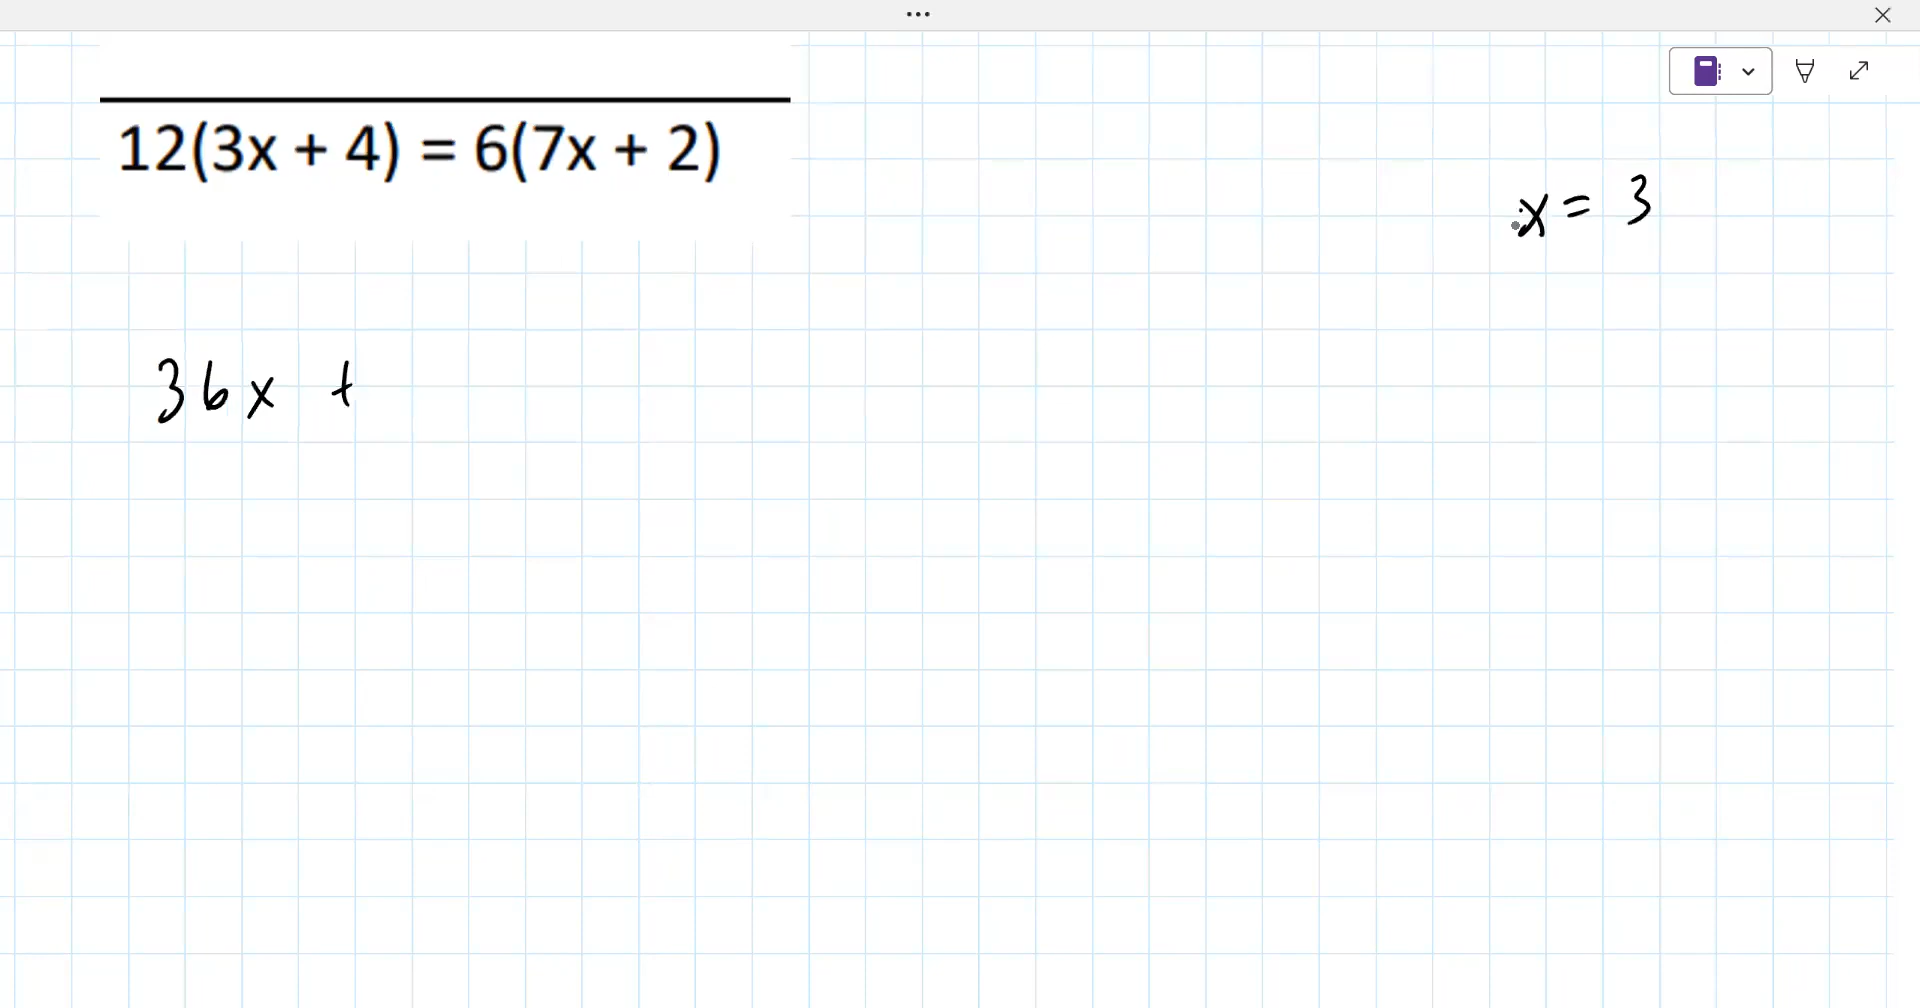 12(3x + 4) = 6(7x + 2)
x = 3
36x +